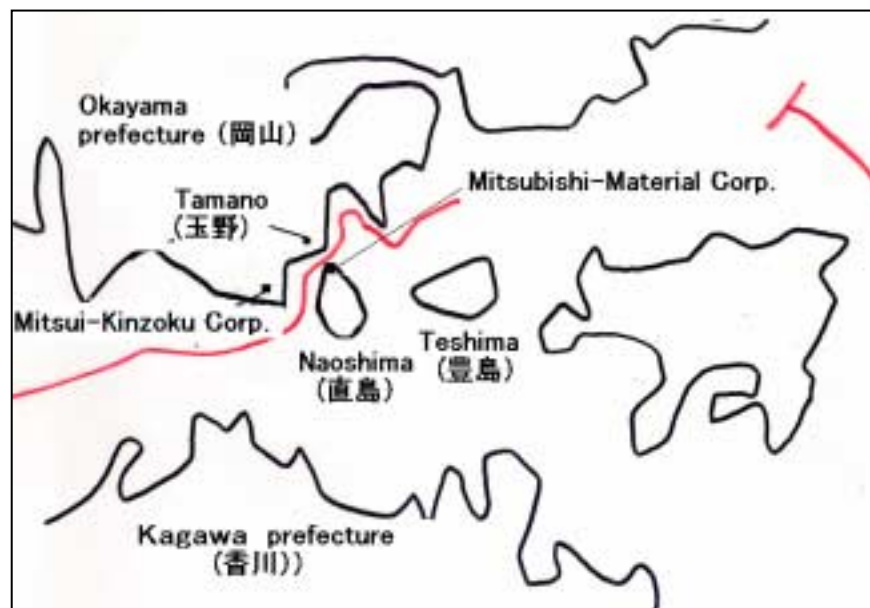 Okayama
prefecture (岡山)
Mitsubishi-Material Corp.
Tamano
(玉野)
Mitsui-Kinzoku Corp.
Naoshima
(直島)
Teshima
(豊島)
Kagawa prefecture
(香川))